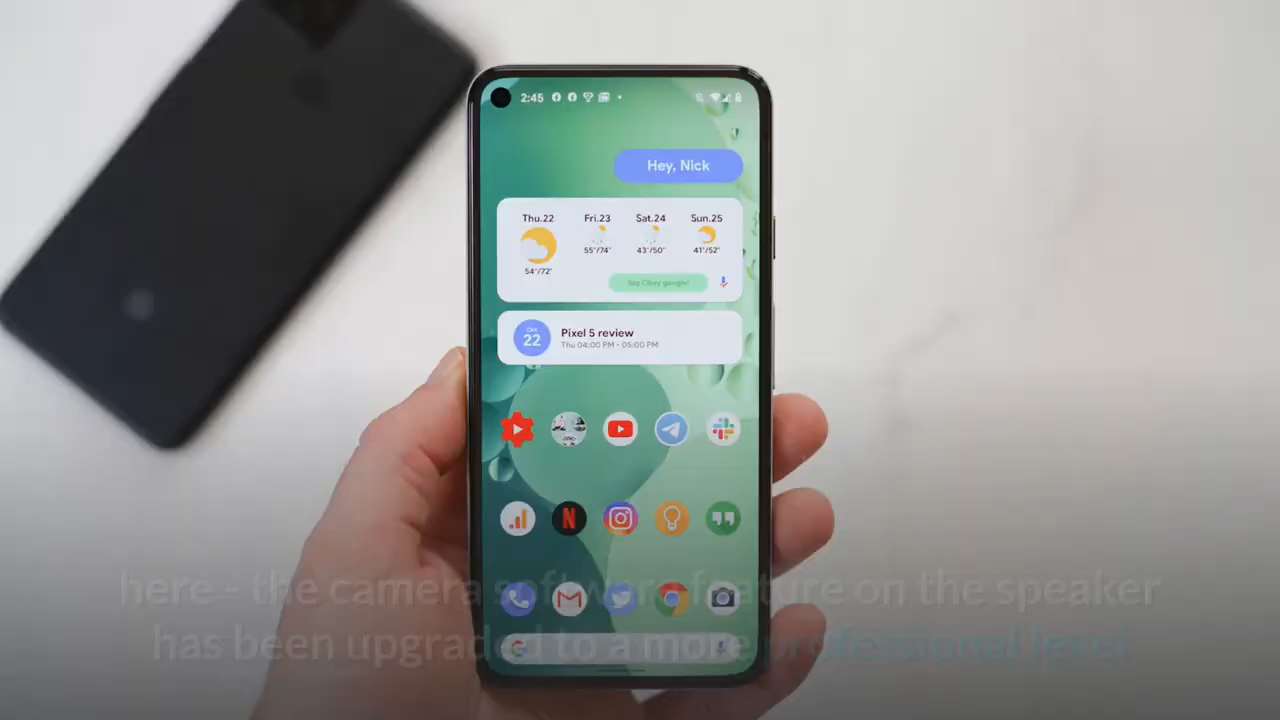 2:45
Hey, Nick
Thu.22 Fri.23 Sat.24 Sun.25
55°/74° 43°/50° 41°/52°
54°/72°
Say Okay google!
Oct
22
Pixel 5 review
Thu 04:00 PM - 05:00 PM
here - the camera software feature on the speaker
has been upgraded to a more professional level